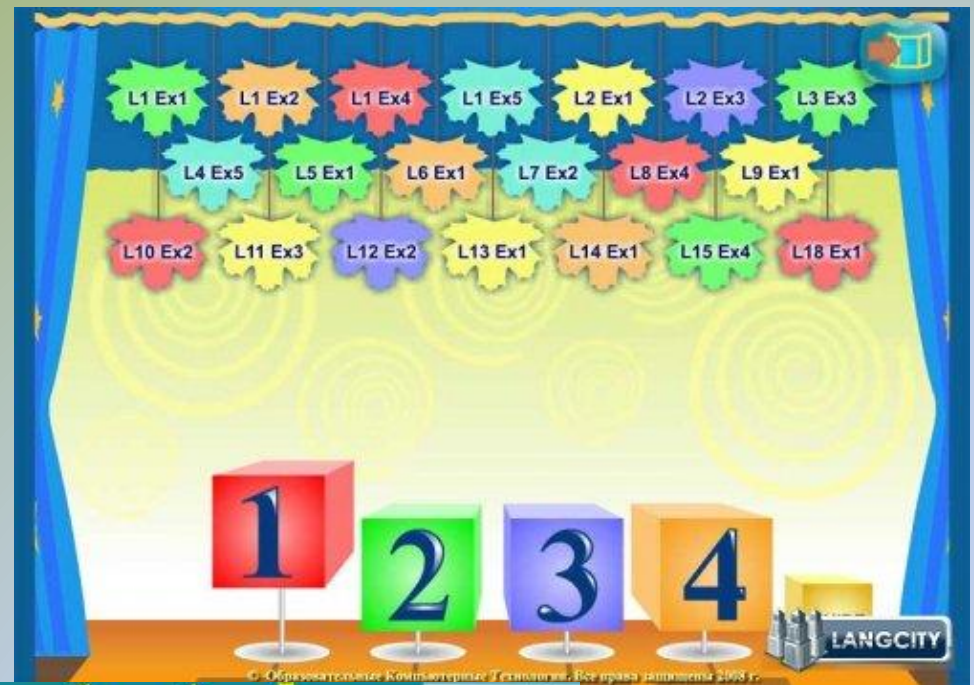 L1 Ex1 L1 Ex2 L1 Ex4 L1 Ex5 L2 Ex1 L2 Ex3 L3 Ex3
L4 Ex5 L5 Ex1 L6 Ex1 L7 Ex2 L8 Ex4 L9 Ex1
L10 Ex2 L11 Ex3 L12 Ex2 L13 Ex1 L14 Ex1 L15 Ex4 L18 Ex1
1 2 3 4
LANGCITY
© Образовательные Компьютерные Технологии. Все права защищены 2008 г.